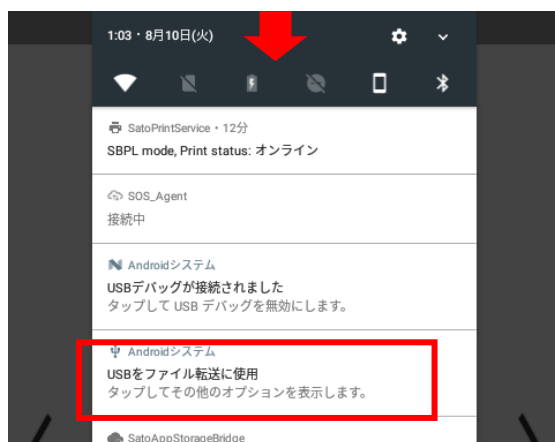 1:03・8月10日(火)
SatoPrintService・12分
SBPL mode, Print status: オンライン
SOS_Agent
接続中
Androidシステム
USBデバッグが接続されました
タップして USB デバッグを無効にします。
Androidシステム
USBをファイル転送に使用
タップしてその他のオプションを表示します。
SatoAppStorageBridge